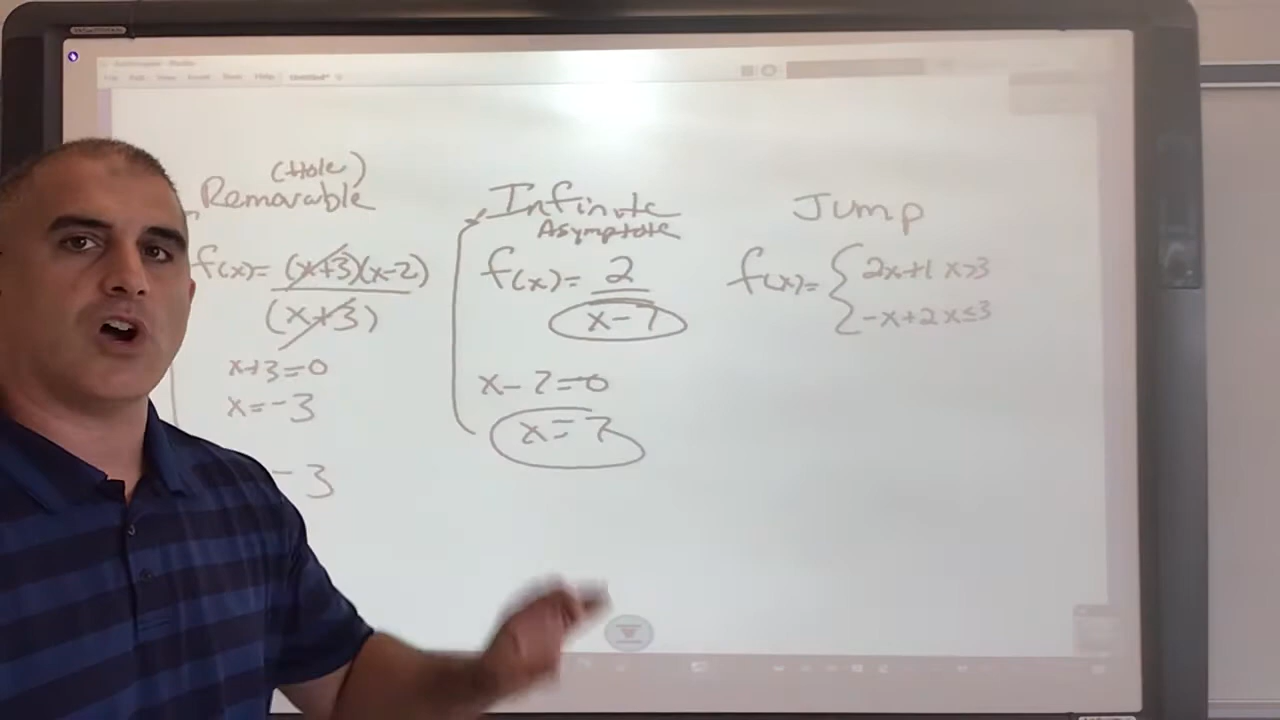 (Hole)
Removable
f(x)= (x+3)(x-2)
(x+3)
x+3=0
x=-3
-3
Infinite
Asymptote
f(x)= 2
x-7
x-7=0
x=7
Jump
f(x)= { 2x+1 x>3
-x+2 x≤3